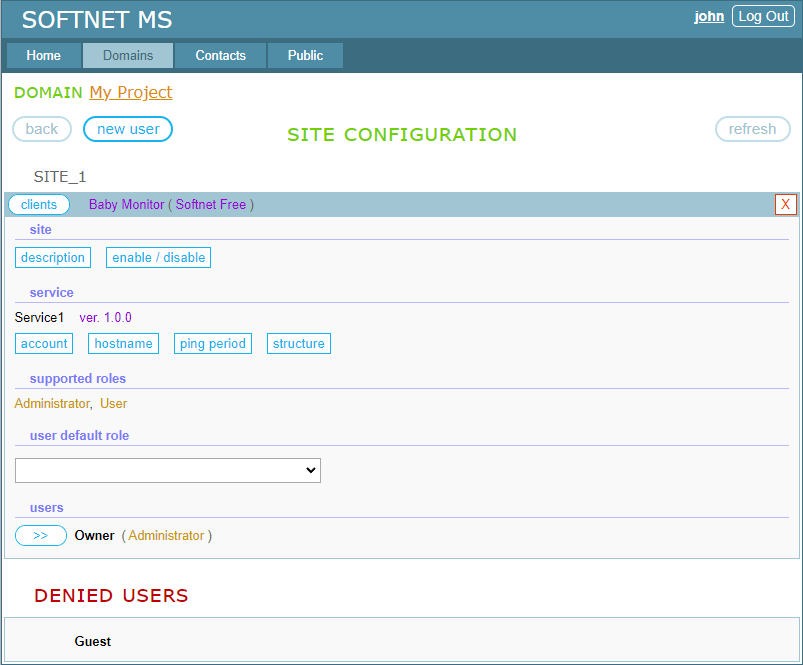 SOFTNET MS
john Log Out
Home Domains Contacts Public
DOMAIN My Project
back new user SITE CONFIGURATION refresh
SITE_1
clients Baby Monitor ( Softnet Free ) X
site
description enable / disable
service
Service1 ver. 1.0.0
account hostname ping period structure
supported roles
Administrator, User
user default role
users
>> Owner ( Administrator )
DENIED USERS
Guest